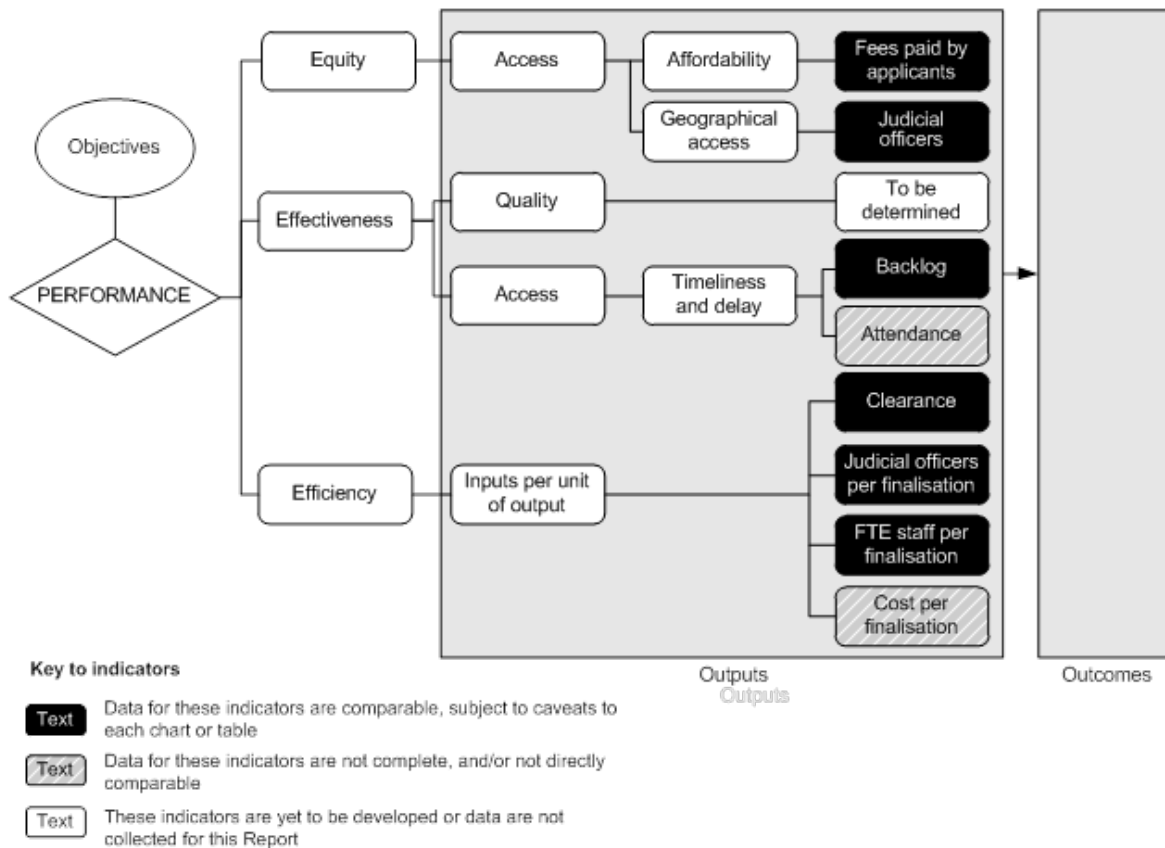 Objectives
PERFORMANCE
Equity
Access
Affordability
Fees paid by
applicants
Geographical
access
Judicial
officers
Effectiveness
Quality
To be
determined
Access
Timeliness
and delay
Backlog
Attendance
Efficiency
Inputs per unit
of output
Clearance
Judicial officers
per finalisation
FTE staff per
finalisation
Cost per
finalisation
Outputs
Outputs
Outcomes
Key to indicators
Text
Data for these indicators are comparable, subject to caveats to
each chart or table
Text
Data for these indicators are not complete, and/or not directly
comparable
Text
These indicators are yet to be developed or data are not
collected for this Report